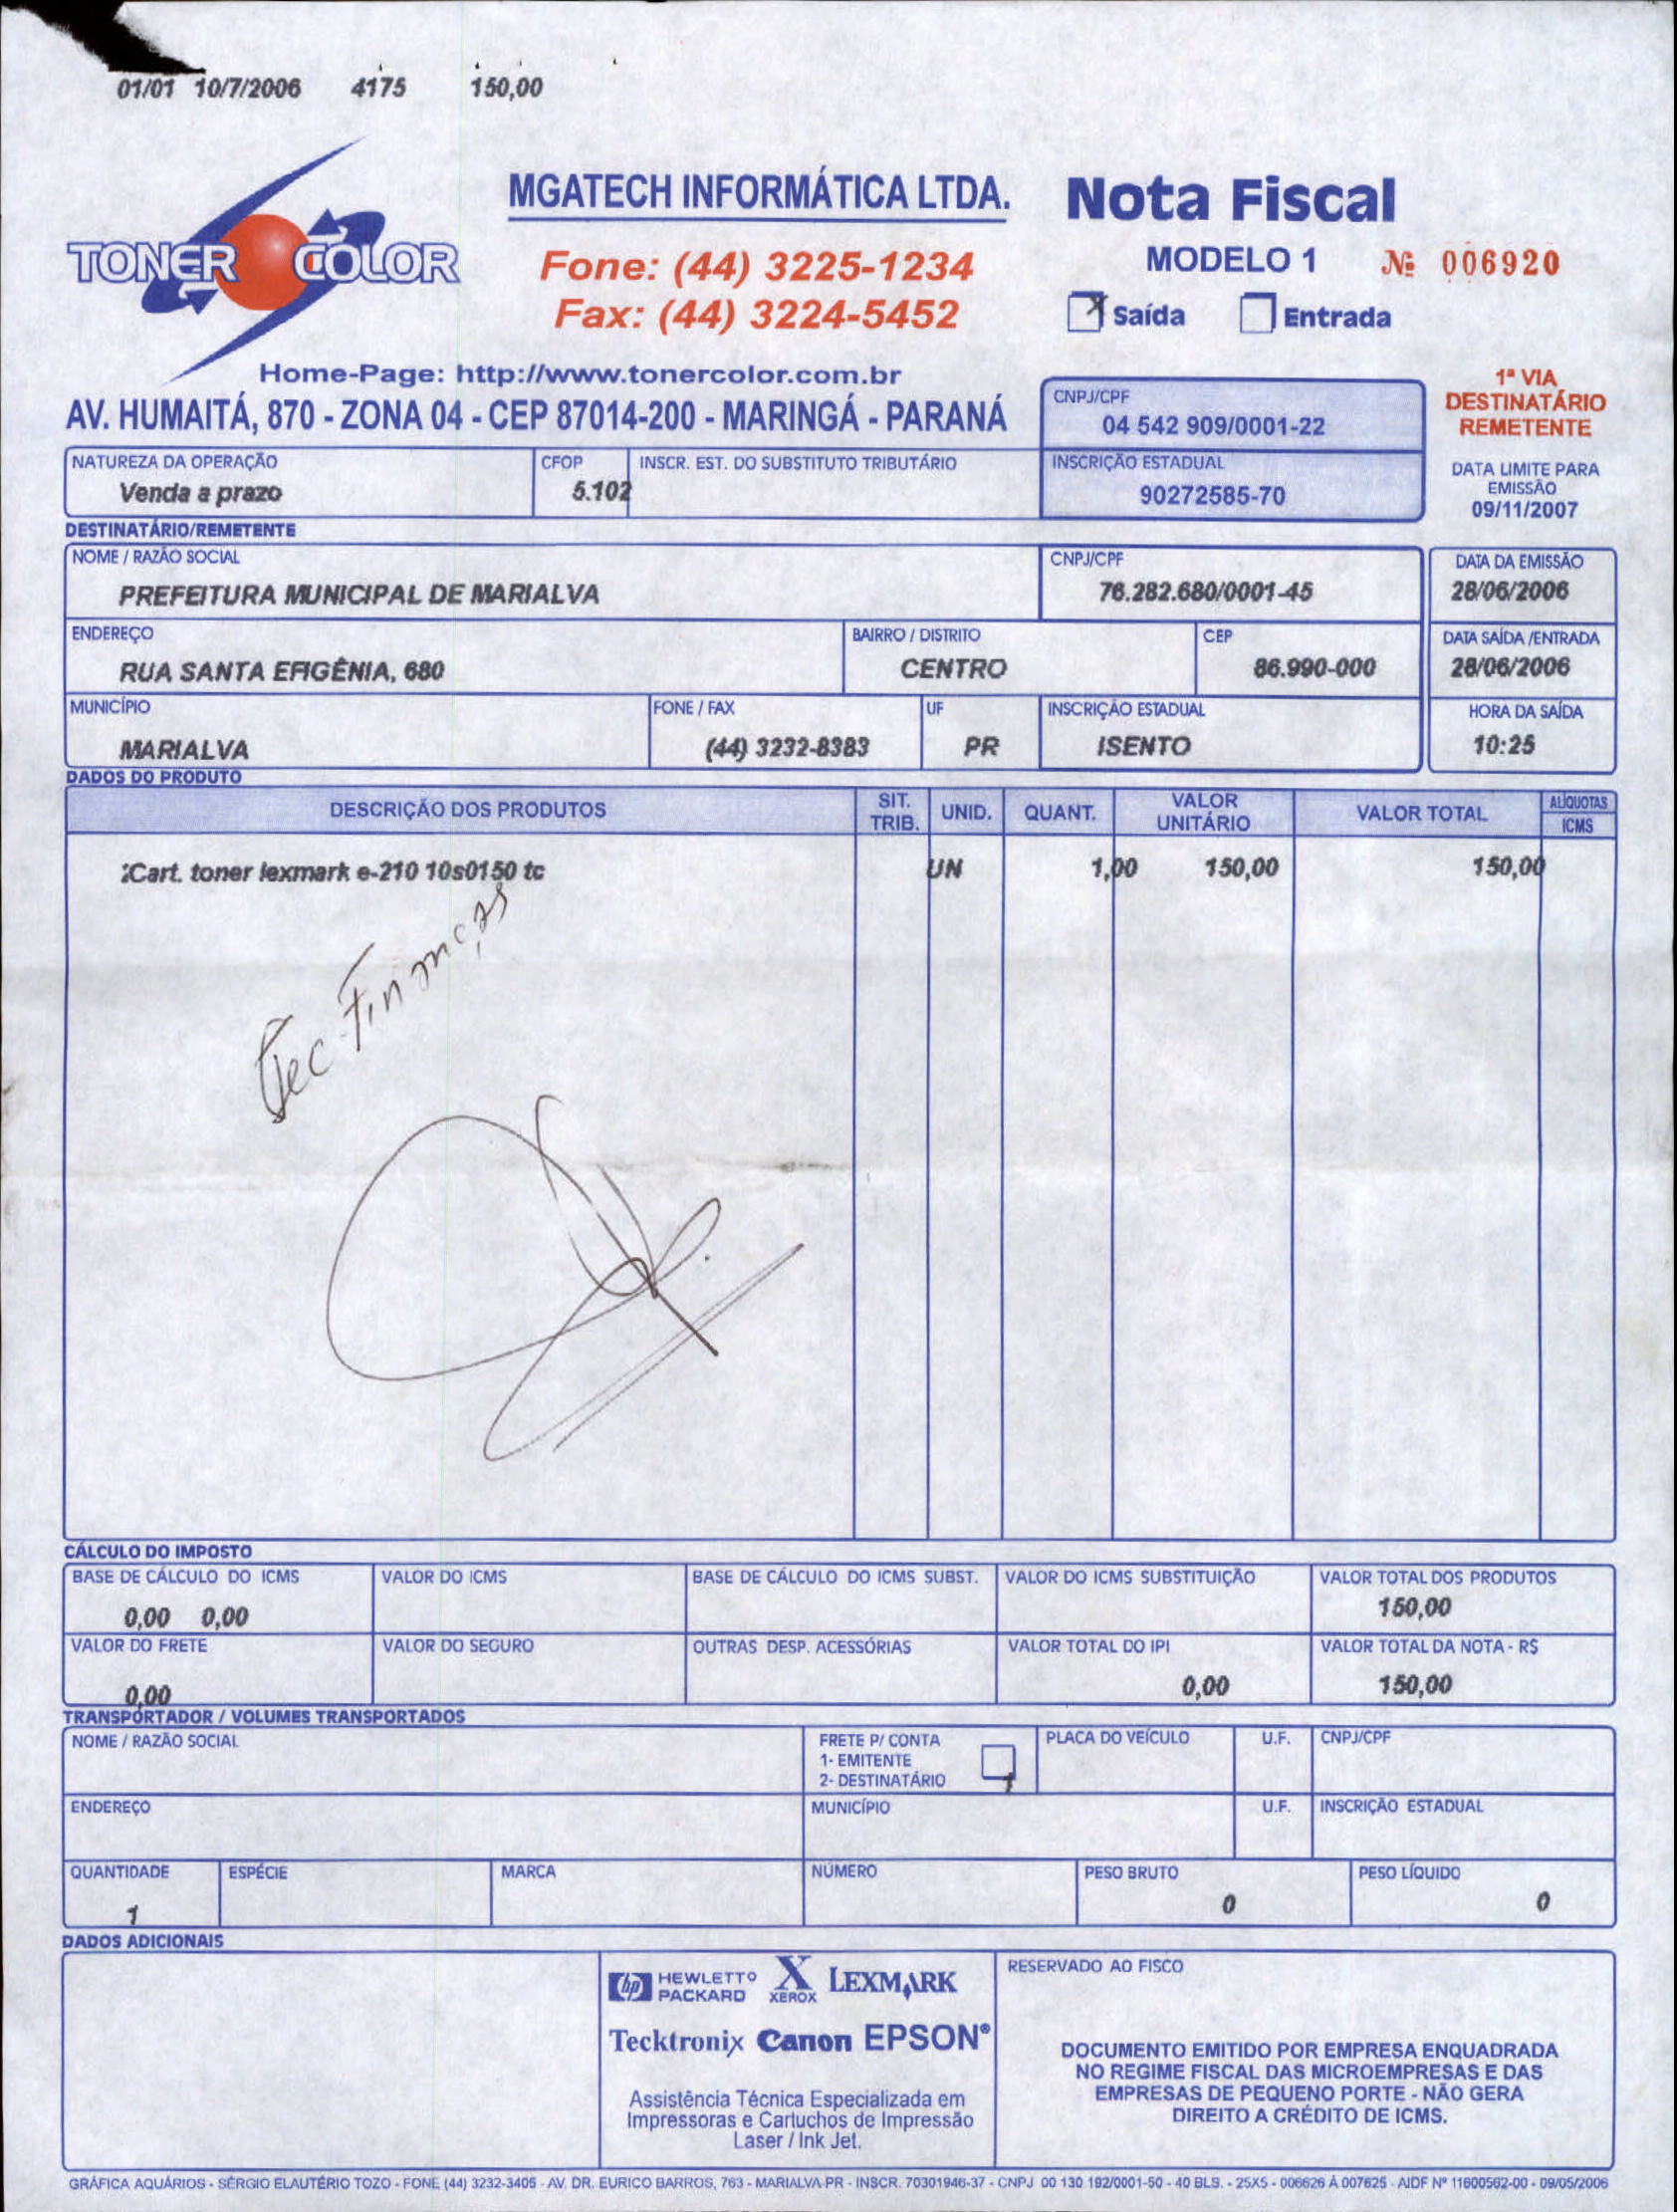 01/01 10/7/2006 4175 150,00
TONER COLOR
MGATECH INFORMÁTICA LTDA.
Fone: (44) 3225-1234
Fax: (44) 3224-5452
Home-Page: http://www.tonercolor.com.br
AV. HUMAITÁ, 870 - ZONA 04 - CEP 87014-200 - MARINGÁ - PARANÁ
Nota Fiscal
MODELO 1 Nº 006920
X Saída Entrada
CNPJ/CPF
04 542 909/0001-22
INSCRIÇÃO ESTADUAL
90272585-70
1ª VIA
DESTINATÁRIO
REMETENTE
DATA LIMITE PARA
EMISSÃO
09/11/2007
NATUREZA DA OPERAÇÃO CFOP INSCR. EST. DO SUBSTITUTO TRIBUTÁRIO
Venda a prazo 5.102
DESTINATÁRIO/REMETENTE
NOME / RAZÃO SOCIAL CNPJ/CPF DATA DA EMISSÃO
PREFEITURA MUNICIPAL DE MARIALVA 76.282.680/0001-45 28/06/2006
ENDEREÇO BAIRRO / DISTRITO CEP DATA SAÍDA /ENTRADA
RUA SANTA EFIGÊNIA, 680 CENTRO 86.990-000 28/06/2006
MUNICÍPIO FONE / FAX UF INSCRIÇÃO ESTADUAL HORA DA SAÍDA
MARIALVA (44) 3232-8383 PR ISENTO 10:25
DADOS DO PRODUTO
DESCRIÇÃO DOS PRODUTOS SIT. TRIB. UNID. QUANT. VALOR UNITÁRIO VALOR TOTAL ALÍQUOTAS ICMS
Cart. toner lexmark e-210 10s0150 tc UN 1,00 150,00 150,00
Sec-Finanças
CÁLCULO DO IMPOSTO
BASE DE CÁLCULO DO ICMS VALOR DO ICMS BASE DE CÁLCULO DO ICMS SUBST. VALOR DO ICMS SUBSTITUIÇÃO VALOR TOTAL DOS PRODUTOS
0,00 0,00 150,00
VALOR DO FRETE VALOR DO SEGURO OUTRAS DESP. ACESSÓRIAS VALOR TOTAL DO IPI VALOR TOTAL DA NOTA - R$
0,00 0,00 150,00
TRANSPORTADOR / VOLUMES TRANSPORTADOS
NOME / RAZÃO SOCIAL FRETE P/ CONTA PLACA DO VEÍCULO U.F. CNPJ/CPF
1- EMITENTE
2- DESTINATÁRIO 1
ENDEREÇO MUNICÍPIO U.F. INSCRIÇÃO ESTADUAL
QUANTIDADE ESPÉCIE MARCA NÚMERO PESO BRUTO PESO LÍQUIDO
1 0 0
DADOS ADICIONAIS
hp HEWLETT PACKARD X XEROX LEXMARK
Tecktronix Canon EPSON®
Assistência Técnica Especializada em
Impressoras e Cartuchos de Impressão
Laser / Ink Jet.
RESERVADO AO FISCO
DOCUMENTO EMITIDO POR EMPRESA ENQUADRADA
NO REGIME FISCAL DAS MICROEMPRESAS E DAS
EMPRESAS DE PEQUENO PORTE - NÃO GERA
DIREITO A CRÉDITO DE ICMS.
GRÁFICA AQUÁRIOS - SÉRGIO ELAUTÉRIO TOZO - FONE (44) 3232-3405 - AV. DR. EURICO BARROS, 763 - MARIALVA-PR - INSCR. 70301946-37 - CNPJ 00 130 192/0001-50 - 40 BLS. - 25X5 - 006626 Á 007625 - AIDF Nº 11600562-00 - 09/05/2006